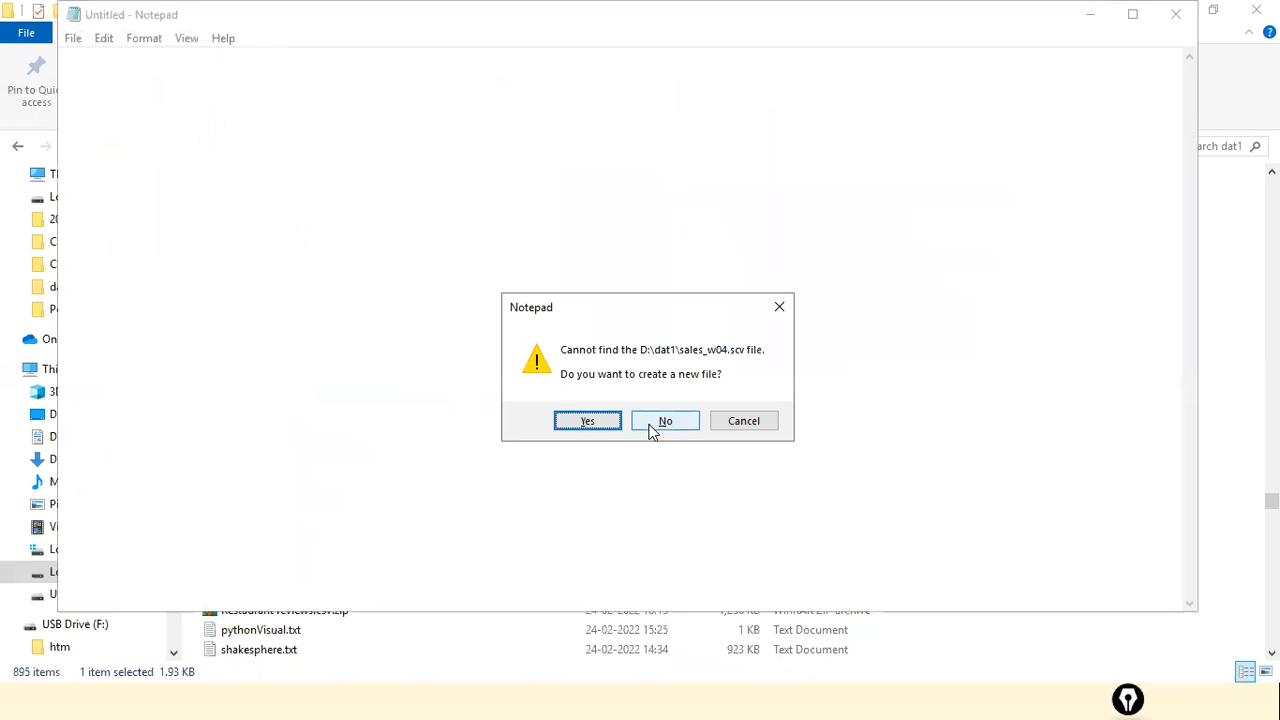 Untitled - Notepad
File
File Edit Format View Help
Pin to Quic
access
arch dat1
Notepad
Cannot find the D:\dat1\sales_w04.scv file.
Do you want to create a new file?
Yes No Cancel
USB Drive (F:)
htm
pythonVisual.txt 24-02-2022 15:25 1 KB Text Document
shakesphere.txt 24-02-2022 14:34 923 KB Text Document
895 items 1 item selected 1.93 KB